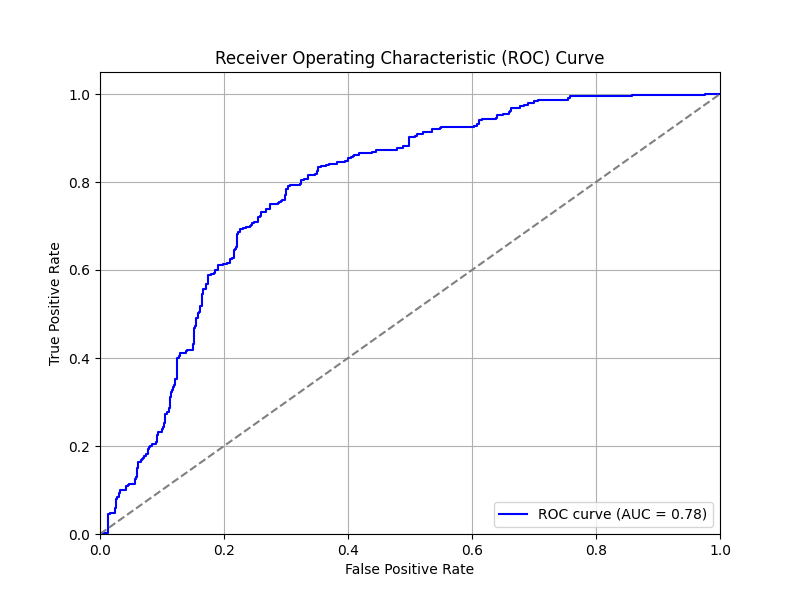 Receiver Operating Characteristic (ROC) Curve
True Positive Rate
1.0
0.8
0.6
0.4
0.2
0.0
0.0 0.2 0.4 0.6 0.8 1.0
False Positive Rate
ROC curve (AUC = 0.78)